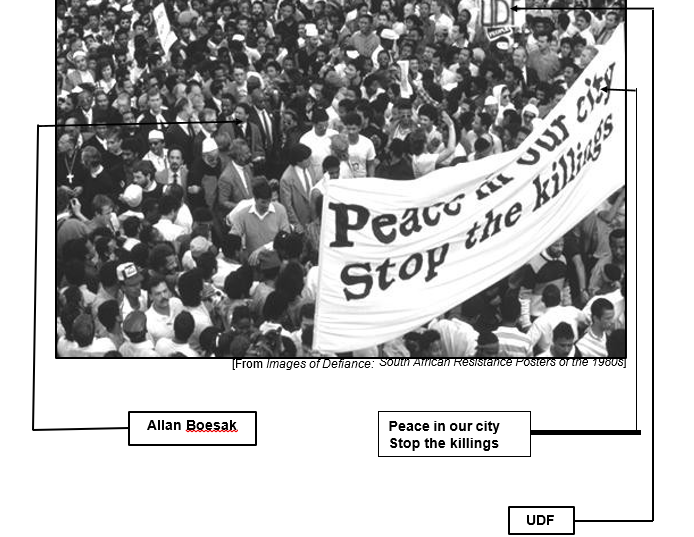 Peace in our city
Stop the killings
[From Images of Defiance: South African Resistance Posters of the 1980s]
Allan Boesak
Peace in our city
Stop the killings
UDF